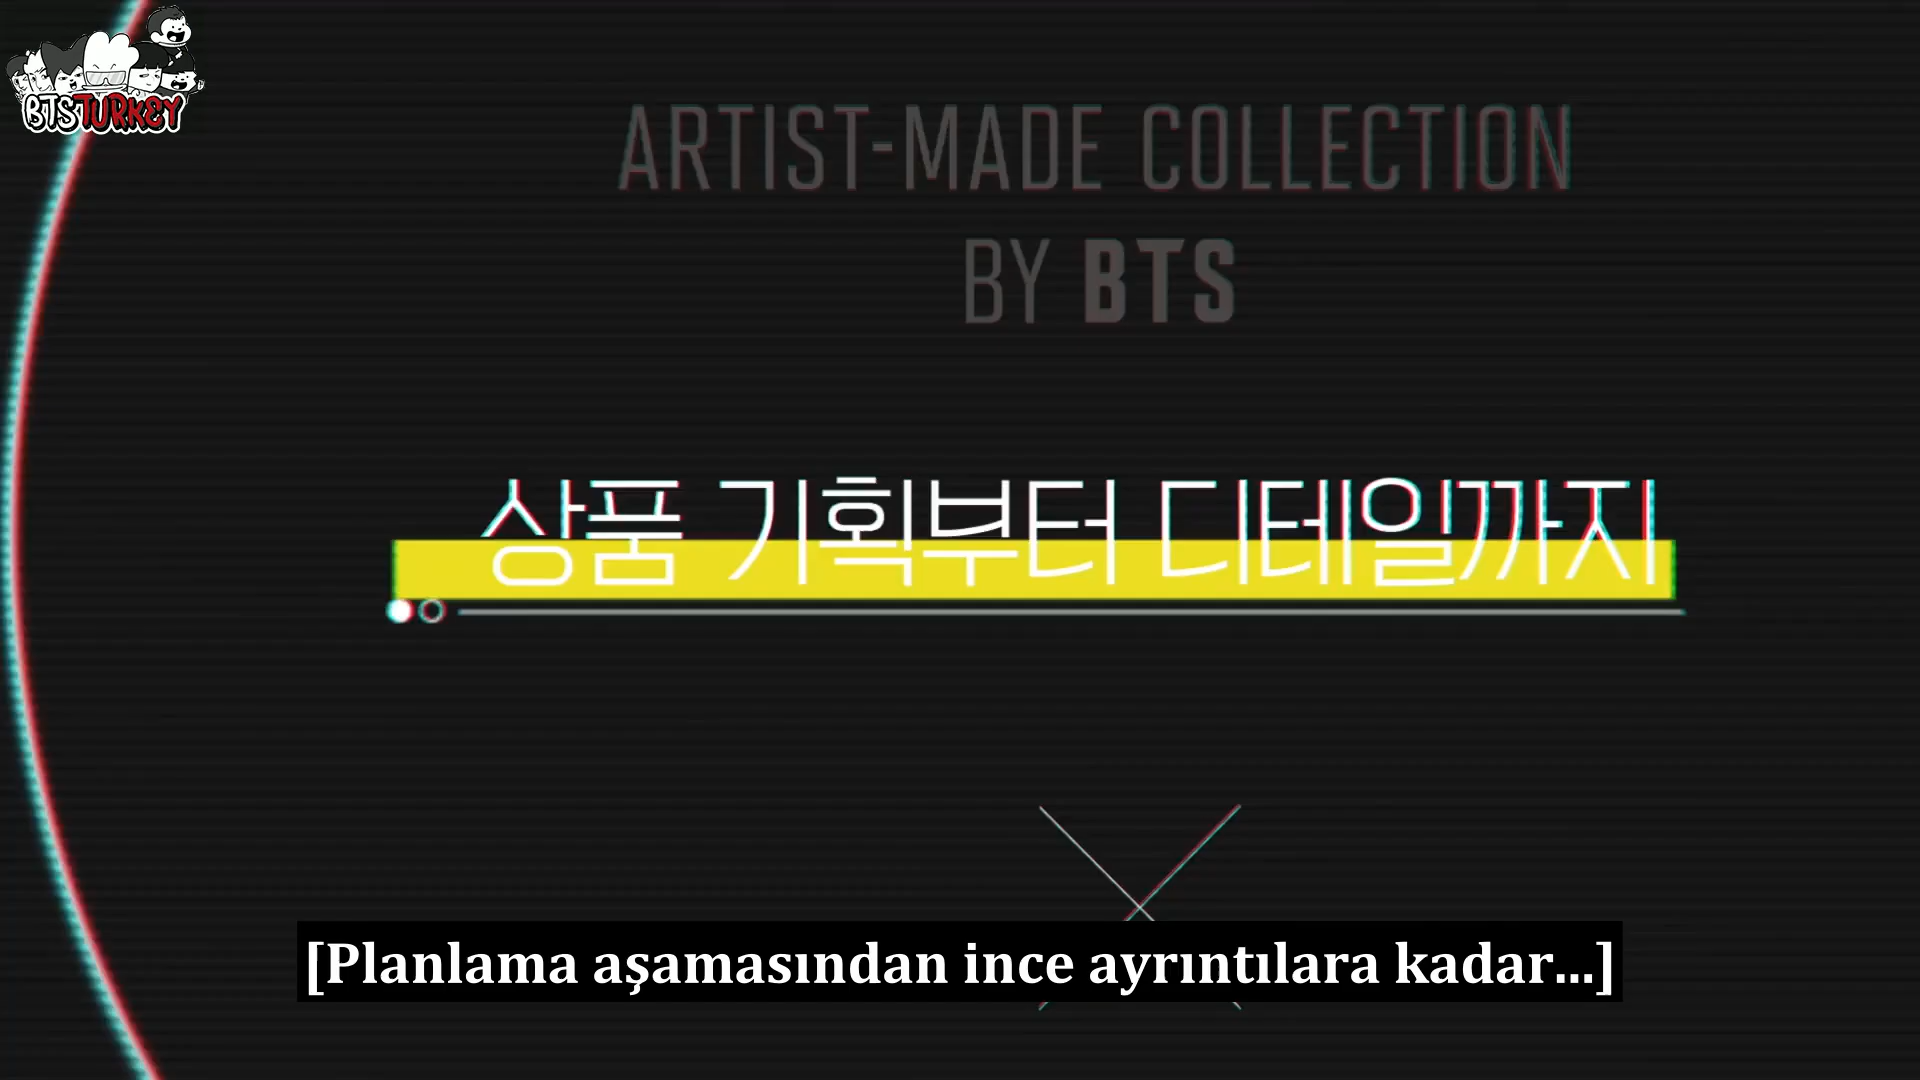 BTSTURKEY
ARTIST-MADE COLLECTION
BY BTS
상품 기획부터 디테일까지
[Planlama aşamasından ince ayrıntılara kadar...]